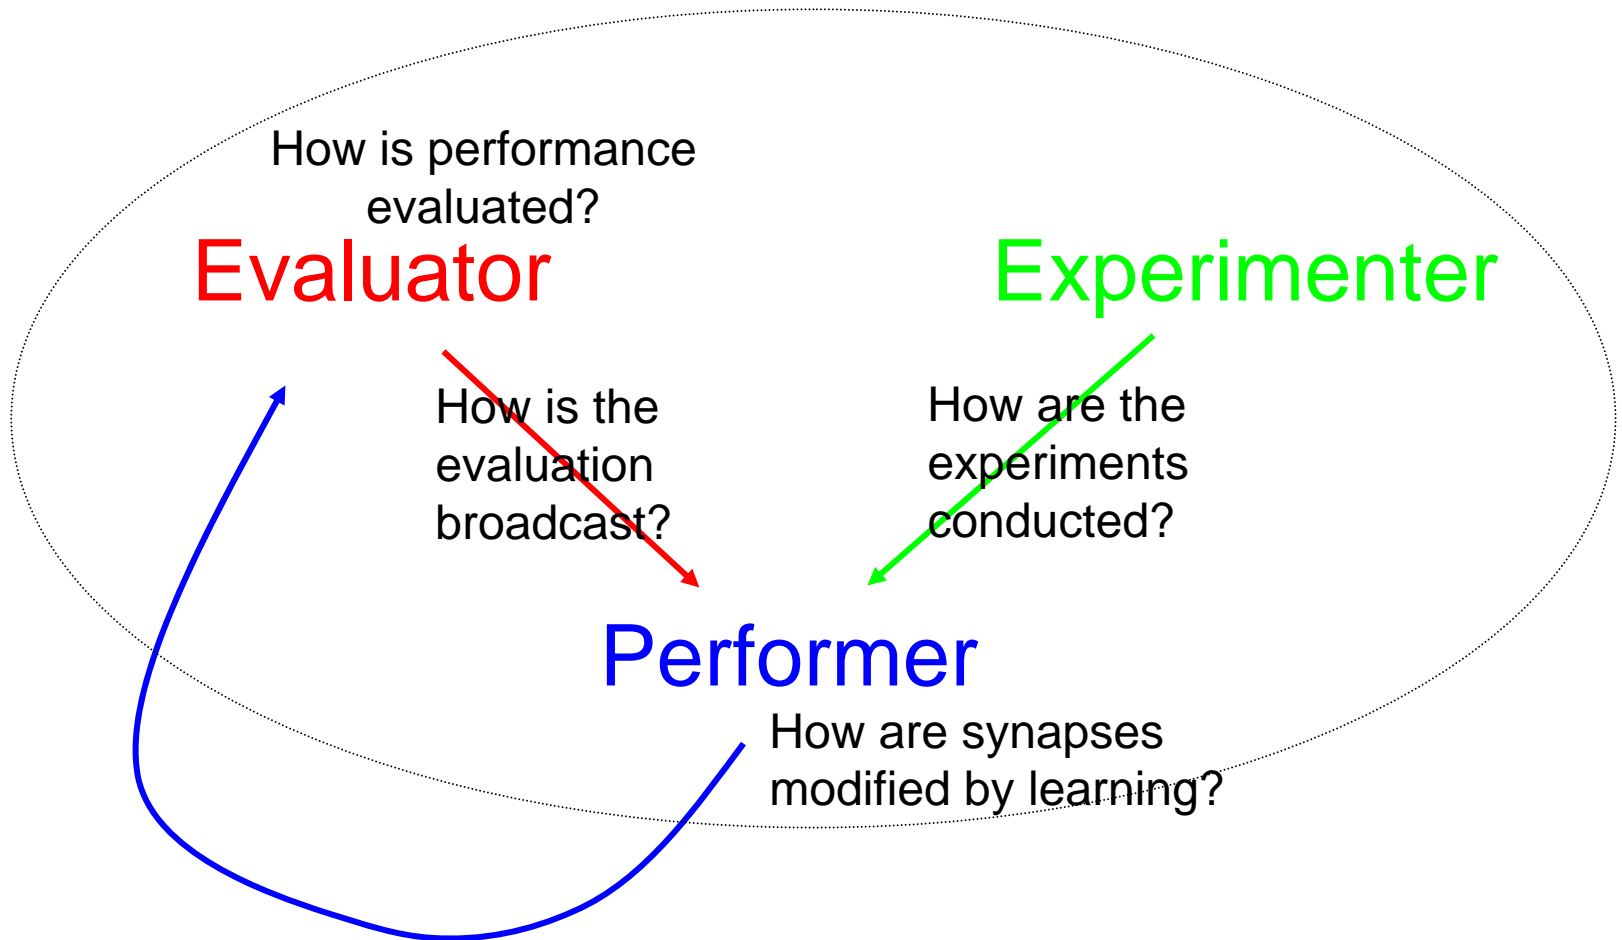 How is performance
evaluated?
Evaluator
Experimenter
How is the
evaluation
broadcast?
How are the
experiments
conducted?
Performer
How are synapses
modified by learning?